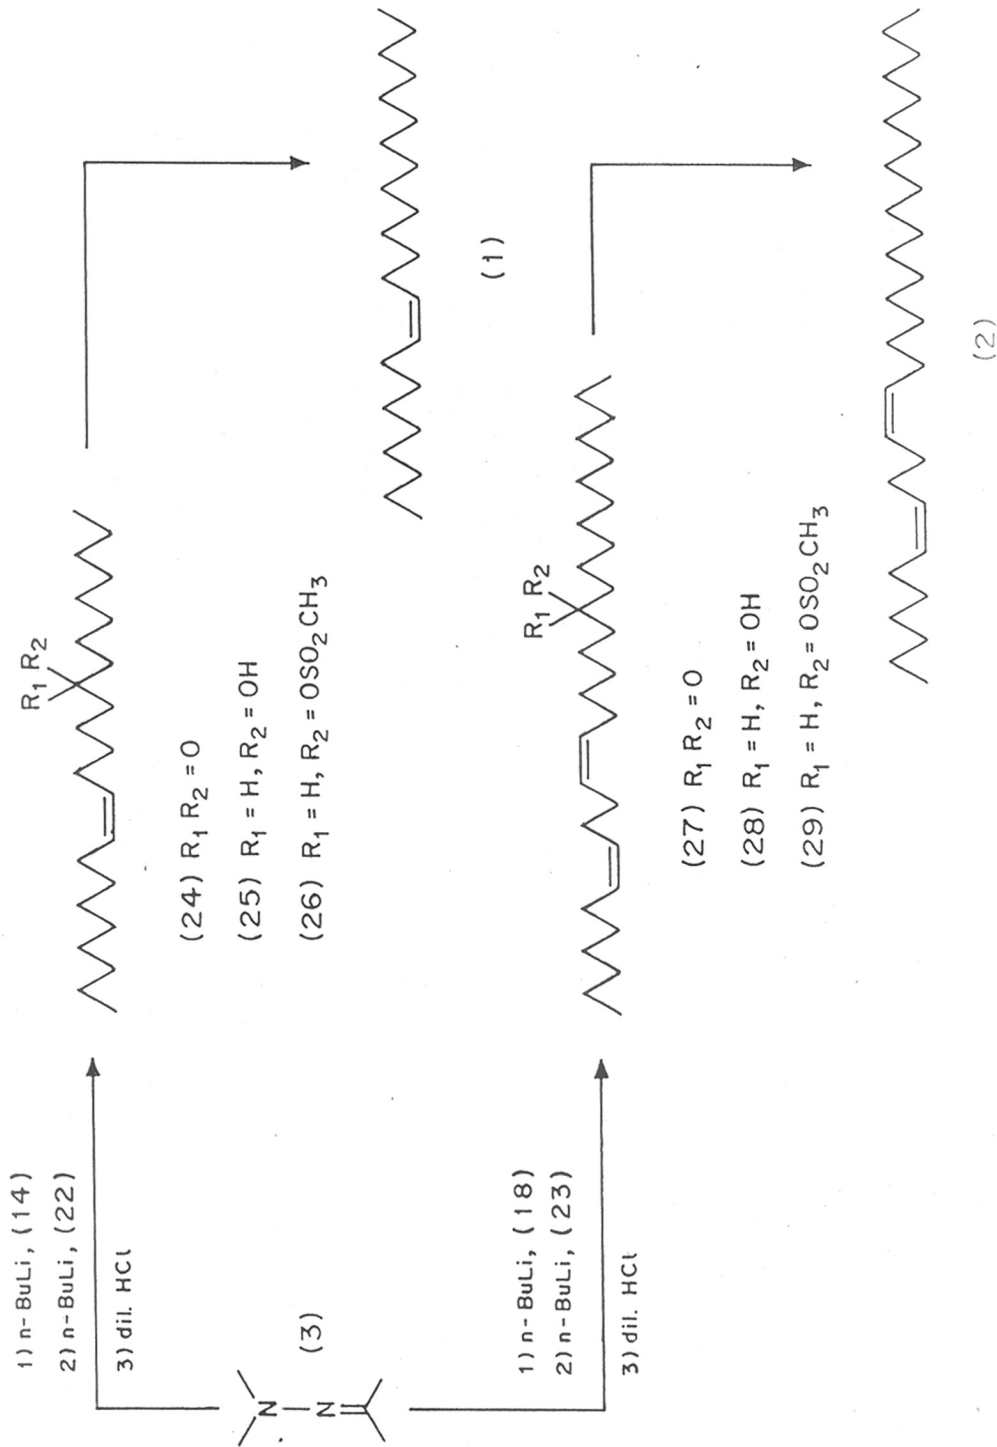 1) n-BuLi, (14)
2) n-BuLi, (22)
3) dil. HCl
N
N
(3)
R₁ R₂
(24) R₁ R₂ = O
(25) R₁ = H, R₂ = OH
(26) R₁ = H, R₂ = OSO₂CH₃
(1)
1) n-BuLi, (18)
2) n-BuLi, (23)
3) dil. HCl
R₁ R₂
(27) R₁ R₂ = O
(28) R₁ = H, R₂ = OH
(29) R₁ = H, R₂ = OSO₂CH₃
(2)